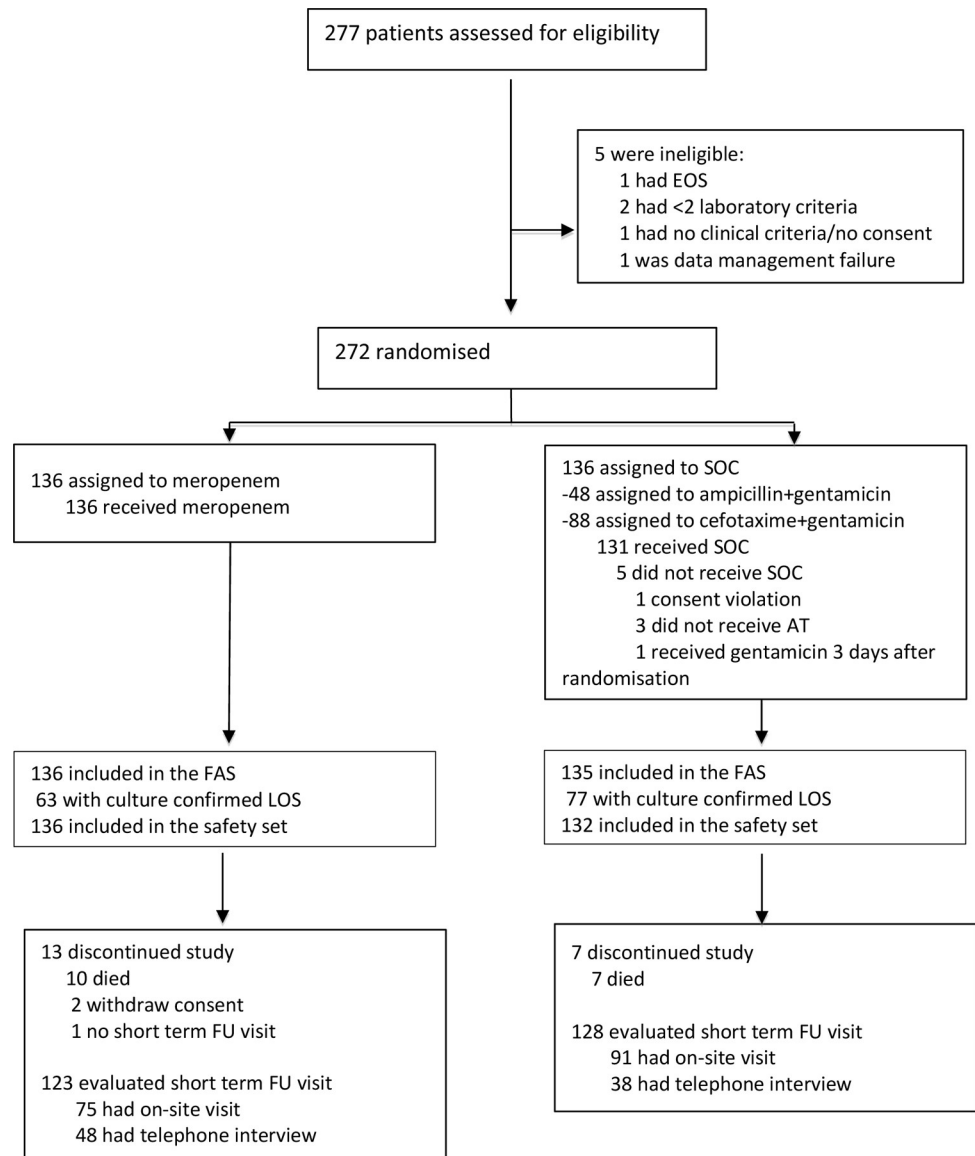 277 patients assessed for eligibility
5 were ineligible:
1 had EOS
2 had <2 laboratory criteria
1 had no clinical criteria/no consent
1 was data management failure
272 randomised
136 assigned to meropenem
136 received meropenem
136 assigned to SOC
-48 assigned to ampicillin+gentamicin
-88 assigned to cefotaxime+gentamicin
131 received SOC
5 did not receive SOC
1 consent violation
3 did not receive AT
1 received gentamicin 3 days after
randomisation
136 included in the FAS
63 with culture confirmed LOS
136 included in the safety set
135 included in the FAS
77 with culture confirmed LOS
132 included in the safety set
13 discontinued study
10 died
2 withdraw consent
1 no short term FU visit
123 evaluated short term FU visit
75 had on-site visit
48 had telephone interview
7 discontinued study
7 died
128 evaluated short term FU visit
91 had on-site visit
38 had telephone interview